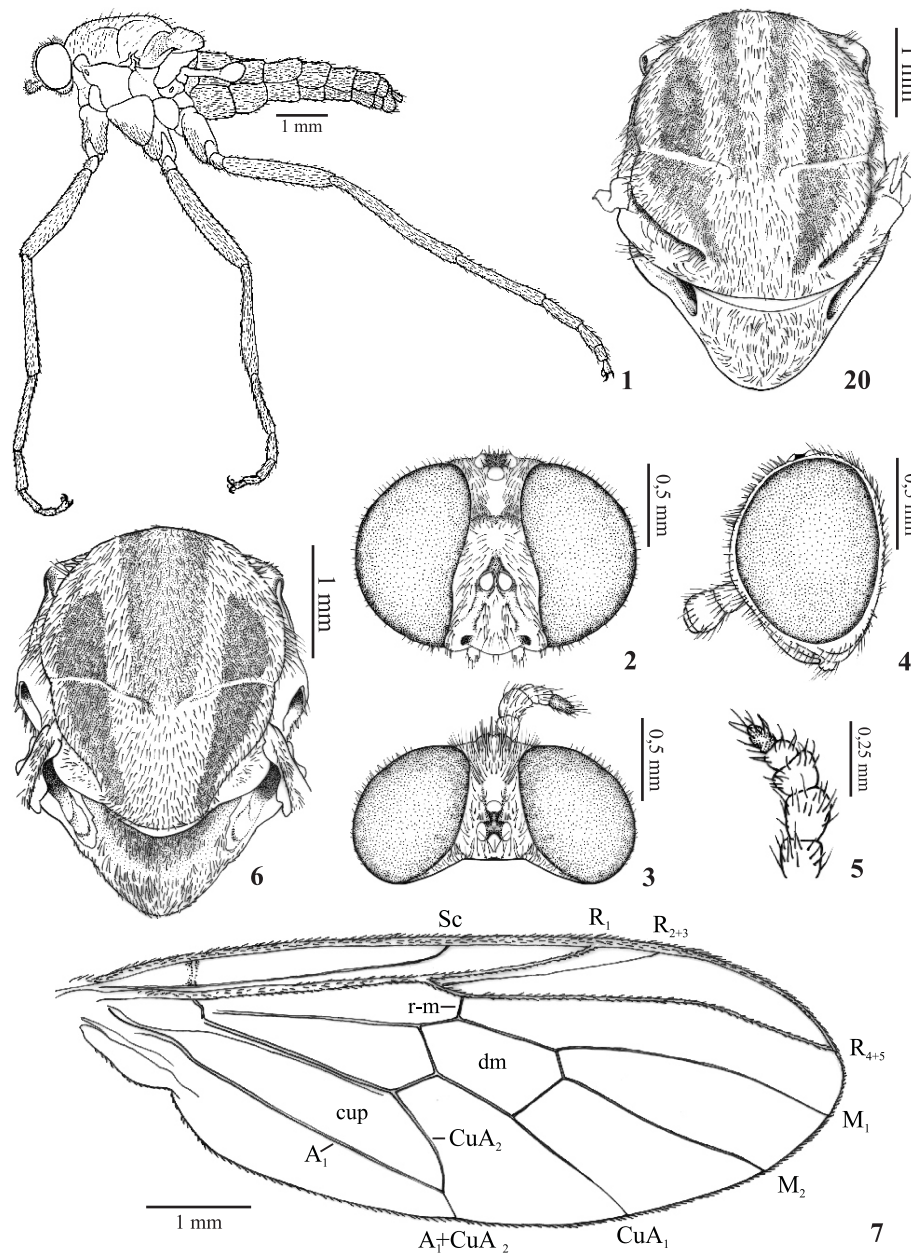 1 mm
1 mm
1
20
0,5 mm
0,5 mm
2
4
1 mm
6
0,5 mm
3
0,25 mm
5
Sc
R₁
R₂₊₃
r-m
dm
R₄₊₅
cup
CuA₂
A₁
M₁
M₂
1 mm
A₁+CuA ₂
CuA₁
7